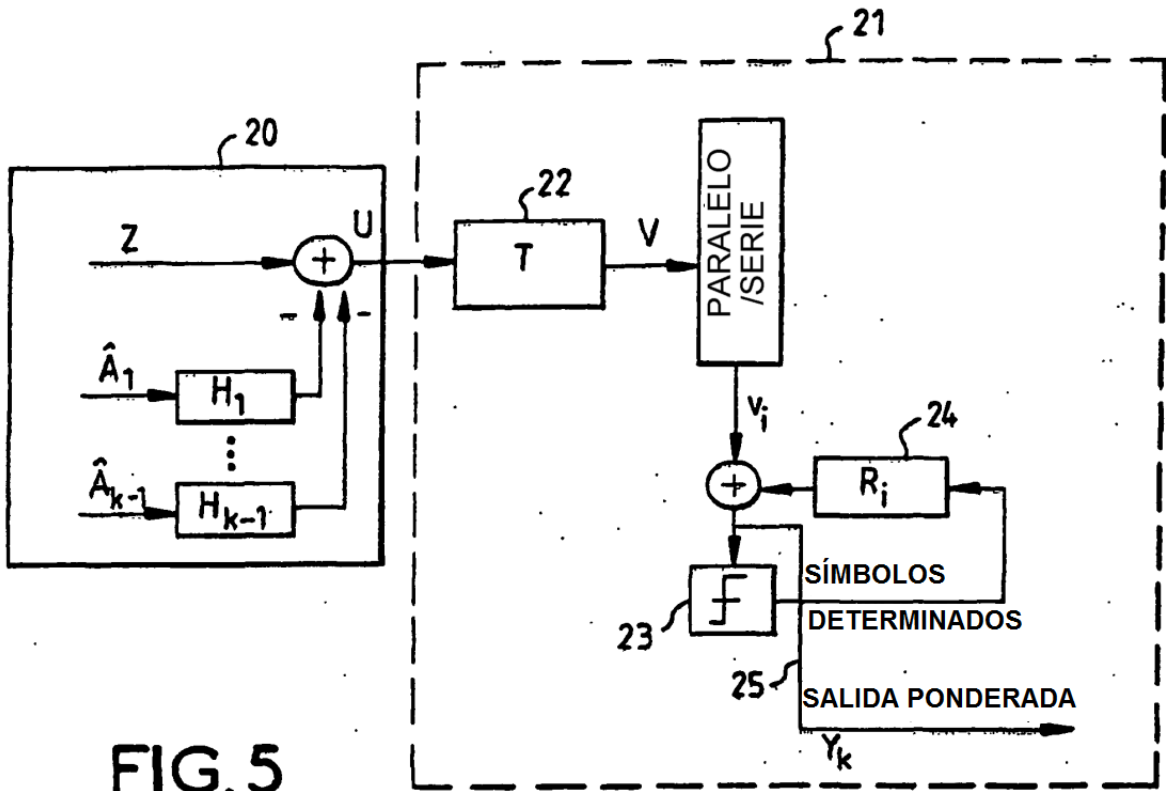 21
20
22
Z
U
T
V
PARALELO
/SERIE
+
-
-
Â1
H1
Âk-1
Hk-1
vi
24
+
Ri
23
SÍMBOLOS
DETERMINADOS
25
SALIDA PONDERADA
Yk
FIG. 5